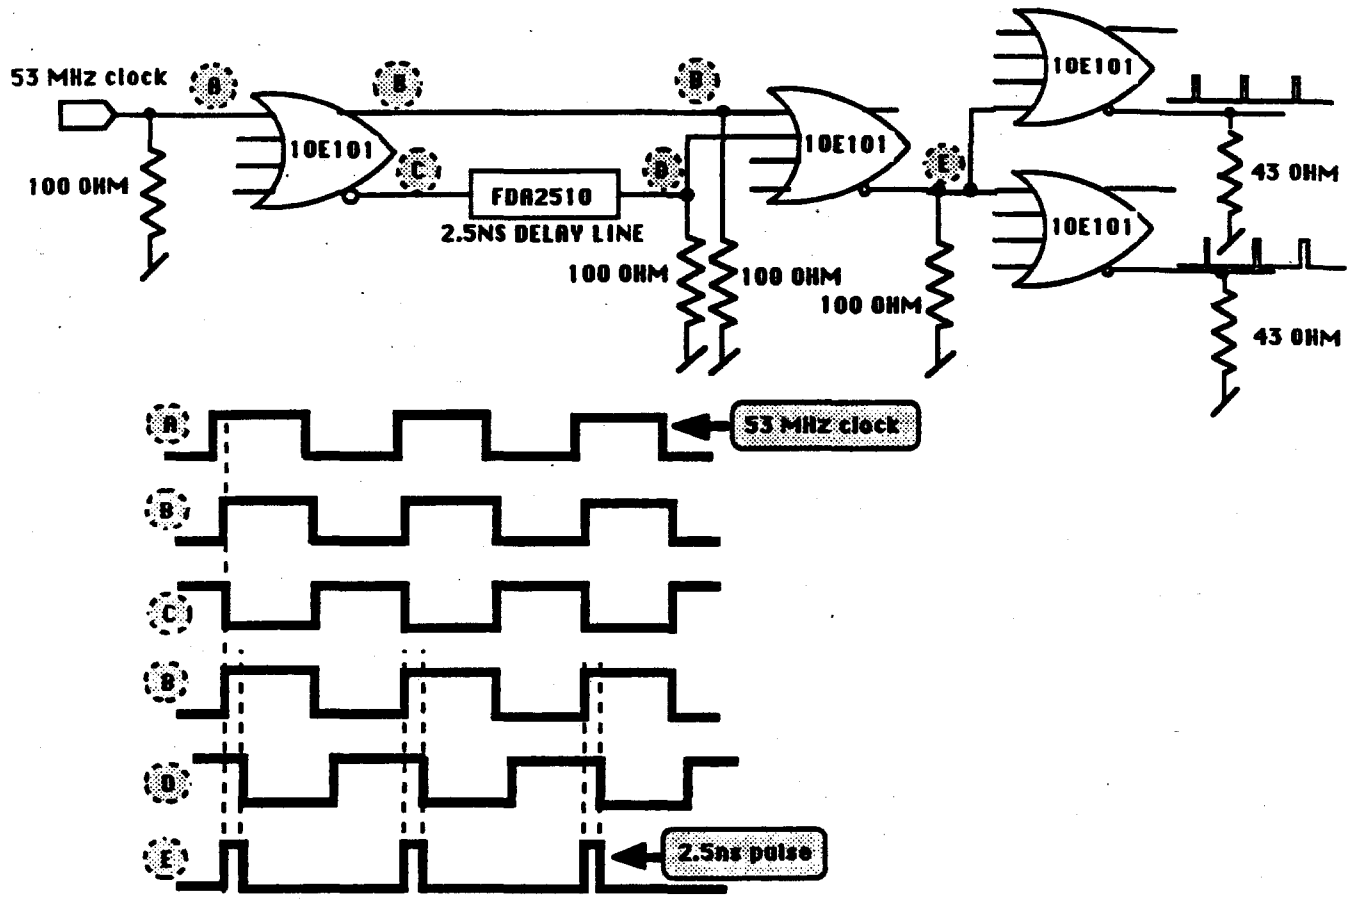 53 MHz clock
A
B
B
10E101
10E101
10E101
C
D
E
100 OHM
FDA2510
2.5NS DELAY LINE
43 OHM
10E101
100 OHM
100 OHM
100 OHM
43 OHM
A
53 MHz clock
B
C
B
D
E
2.5ns pulse